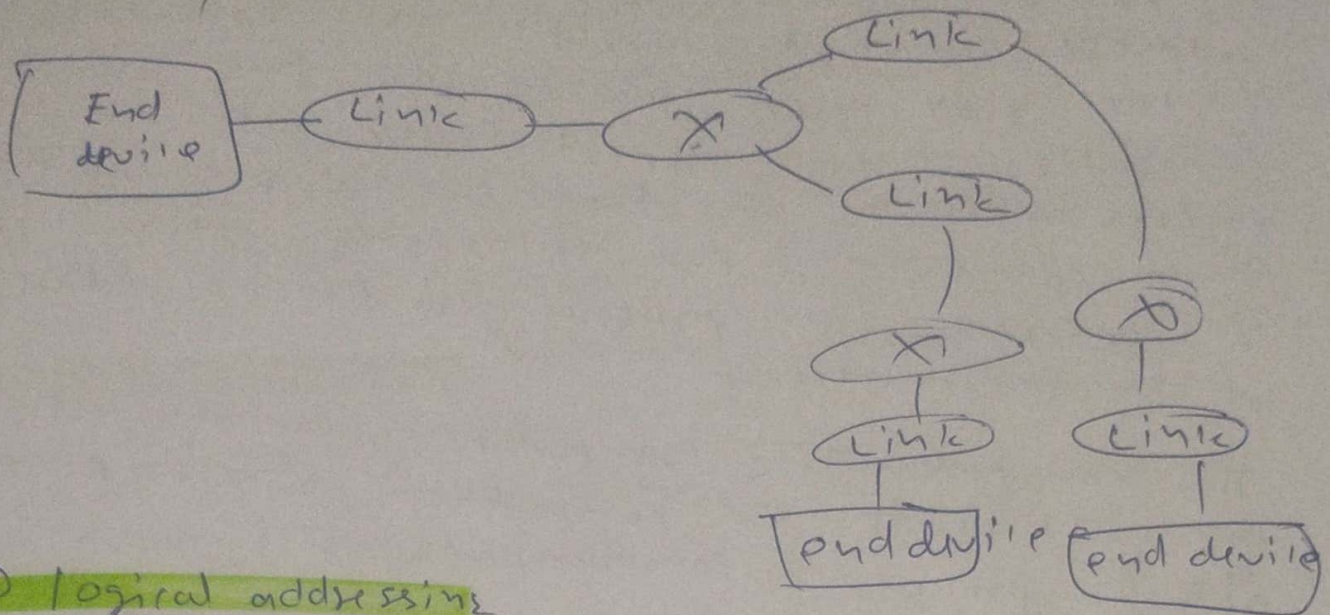 Link
End
device
Link
X
Link
X
X
Link
Link
end device
end device
logical addressing